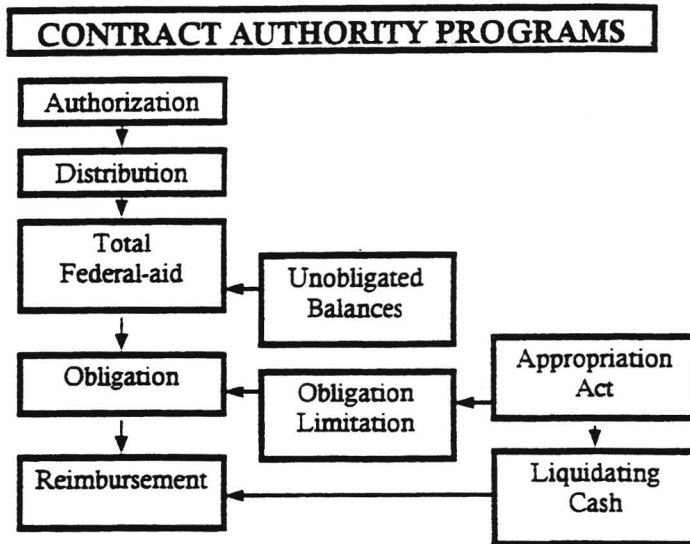 CONTRACT AUTHORITY PROGRAMS
Authorization
Distribution
Total
Federal-aid
Unobligated
Balances
Obligation
Obligation
Limitation
Appropriation
Act
Reimbursement
Liquidating
Cash